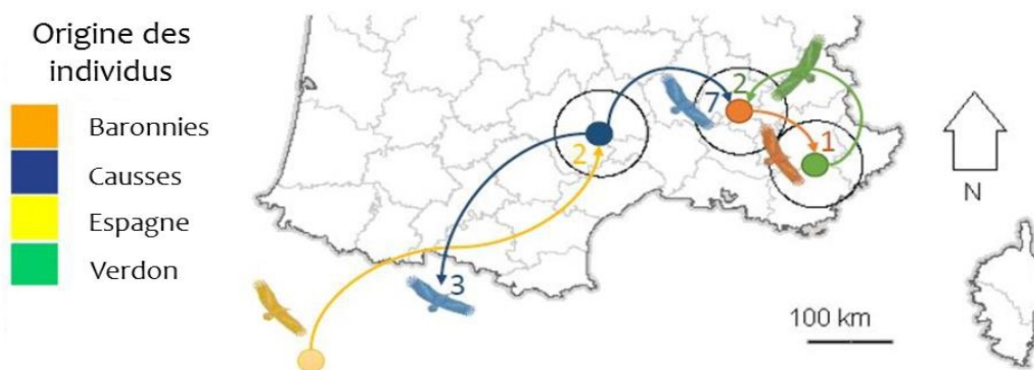 Origine des
individus
Baronnies
Causses
Espagne
Verdon
2
7
1
2
3
N
100 km